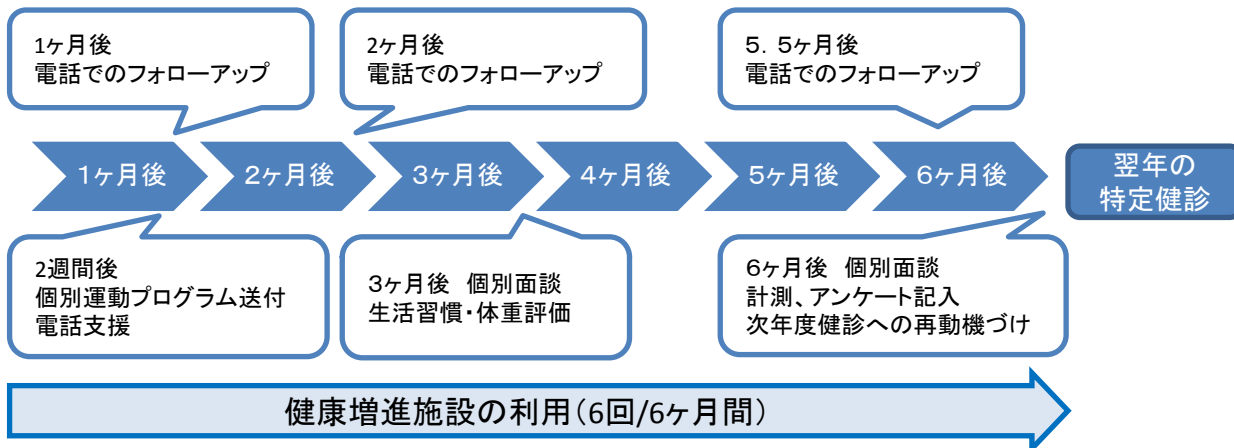 1ヶ月後
電話でのフォローアップ
2ヶ月後
電話でのフォローアップ
５．５ヶ月後
電話でのフォローアップ
１ヶ月後
２ヶ月後
３ヶ月後
４ヶ月後
５ヶ月後
６ヶ月後
翌年の
特定健診
2週間後
個別運動プログラム送付
電話支援
３ヶ月後　個別面談
生活習慣・体重評価
６ヶ月後　個別面談
計測、アンケート記入
次年度健診への再動機づけ
健康増進施設の利用（6回/6ヶ月間）